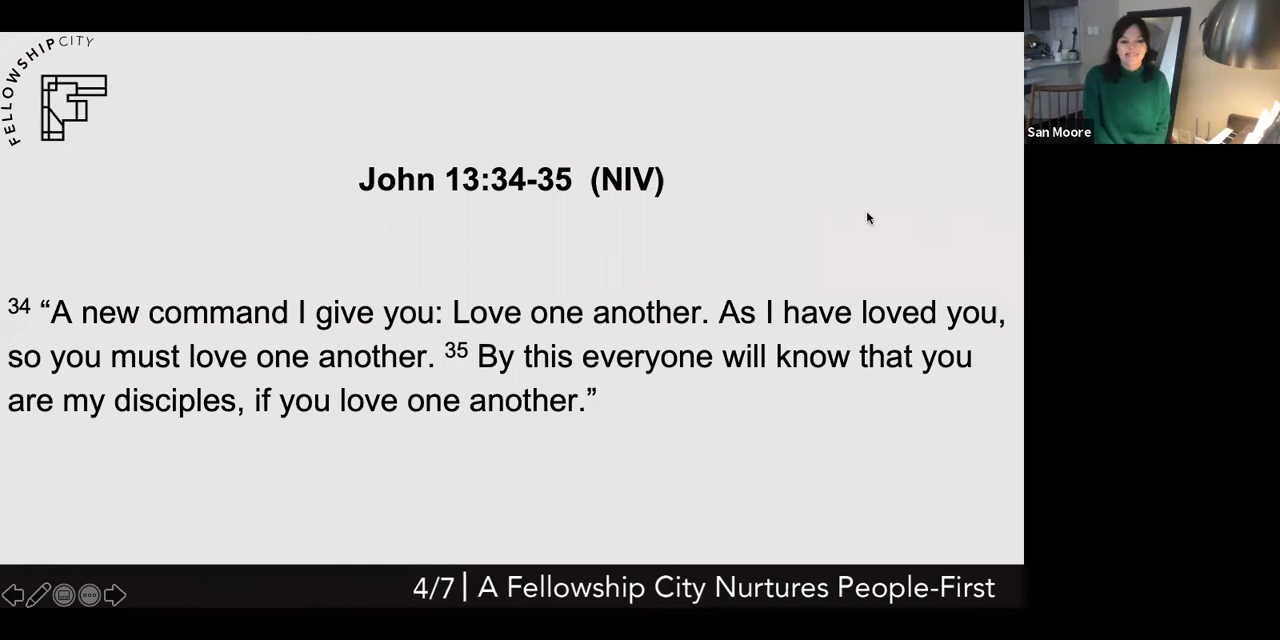 FELLOWSHIPCITY
San Moore
John 13:34-35 (NIV)
34 “A new command I give you: Love one another. As I have loved you,
so you must love one another. 35 By this everyone will know that you
are my disciples, if you love one another.”
4/7| A Fellowship City Nurtures People-First